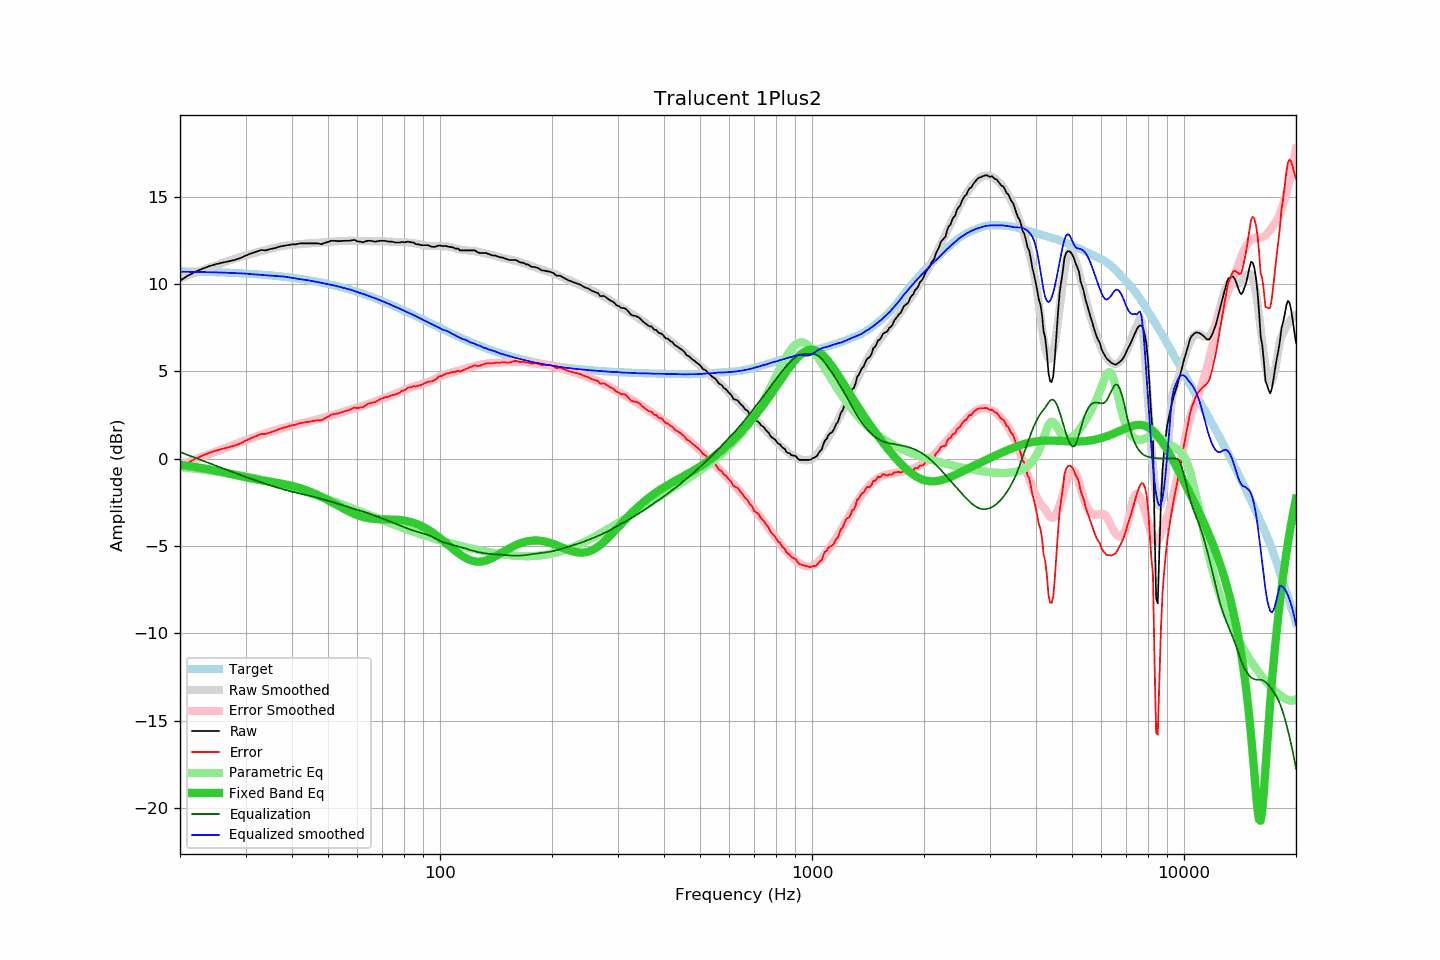 Tralucent 1Plus2
Amplitude (dBr)
15
10
5
0
−5
−10
−15
−20
Target
Raw Smoothed
Error Smoothed
Raw
Error
Parametric Eq
Fixed Band Eq
Equalization
Equalized smoothed
100 1000 10000
Frequency (Hz)